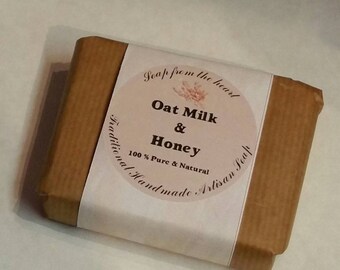 Soap from the heart
Oat Milk
&
Honey
100 % Pure & Natural
Traditional Handmade Artisan Soap